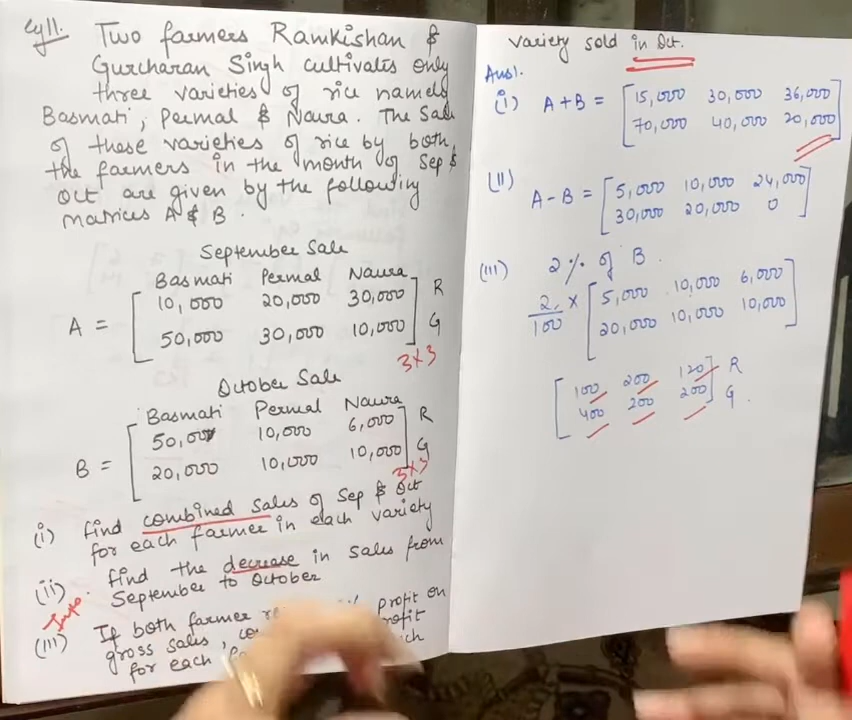 Eg 11. Two farmers Ramkishan &
Gurcharan Singh cultivates only
three varieties of rice namely
Basmati, Permal & Naura. The Sale
of these varieties of rice by both
the farmers in the month of Sep &
Oct are given by the following
matrices A & B.
September Sale
Basmati Permal Naura
A = [ 10,000 20,000 30,000 ] R
50,000 30,000 10,000 G
3×3
October Sale
Basmati Permal Naura
B = [ 50,000 10,000 6,000 ] R
20,000 10,000 10,000 G
3×3
(i) find combined sales of Sep & Oct
for each farmer in each variety
(ii) find the decrease in sales from
September to October
Imp.
(III) If both farmer profit on
gross sales,
for each
variety sold in Oct.
Ans1.
(i) A+B = [ 15,000 30,000 36,000 ]
70,000 40,000 20,000
(II) A-B = [ 5,000 10,000 24,000 ]
30,000 20,000 0
(III) 2% of B.
2/100 × [ 5,000 10,000 6,000 ]
20,000 10,000 10,000
[ 100 200 120 ] R
400 200 200 G.